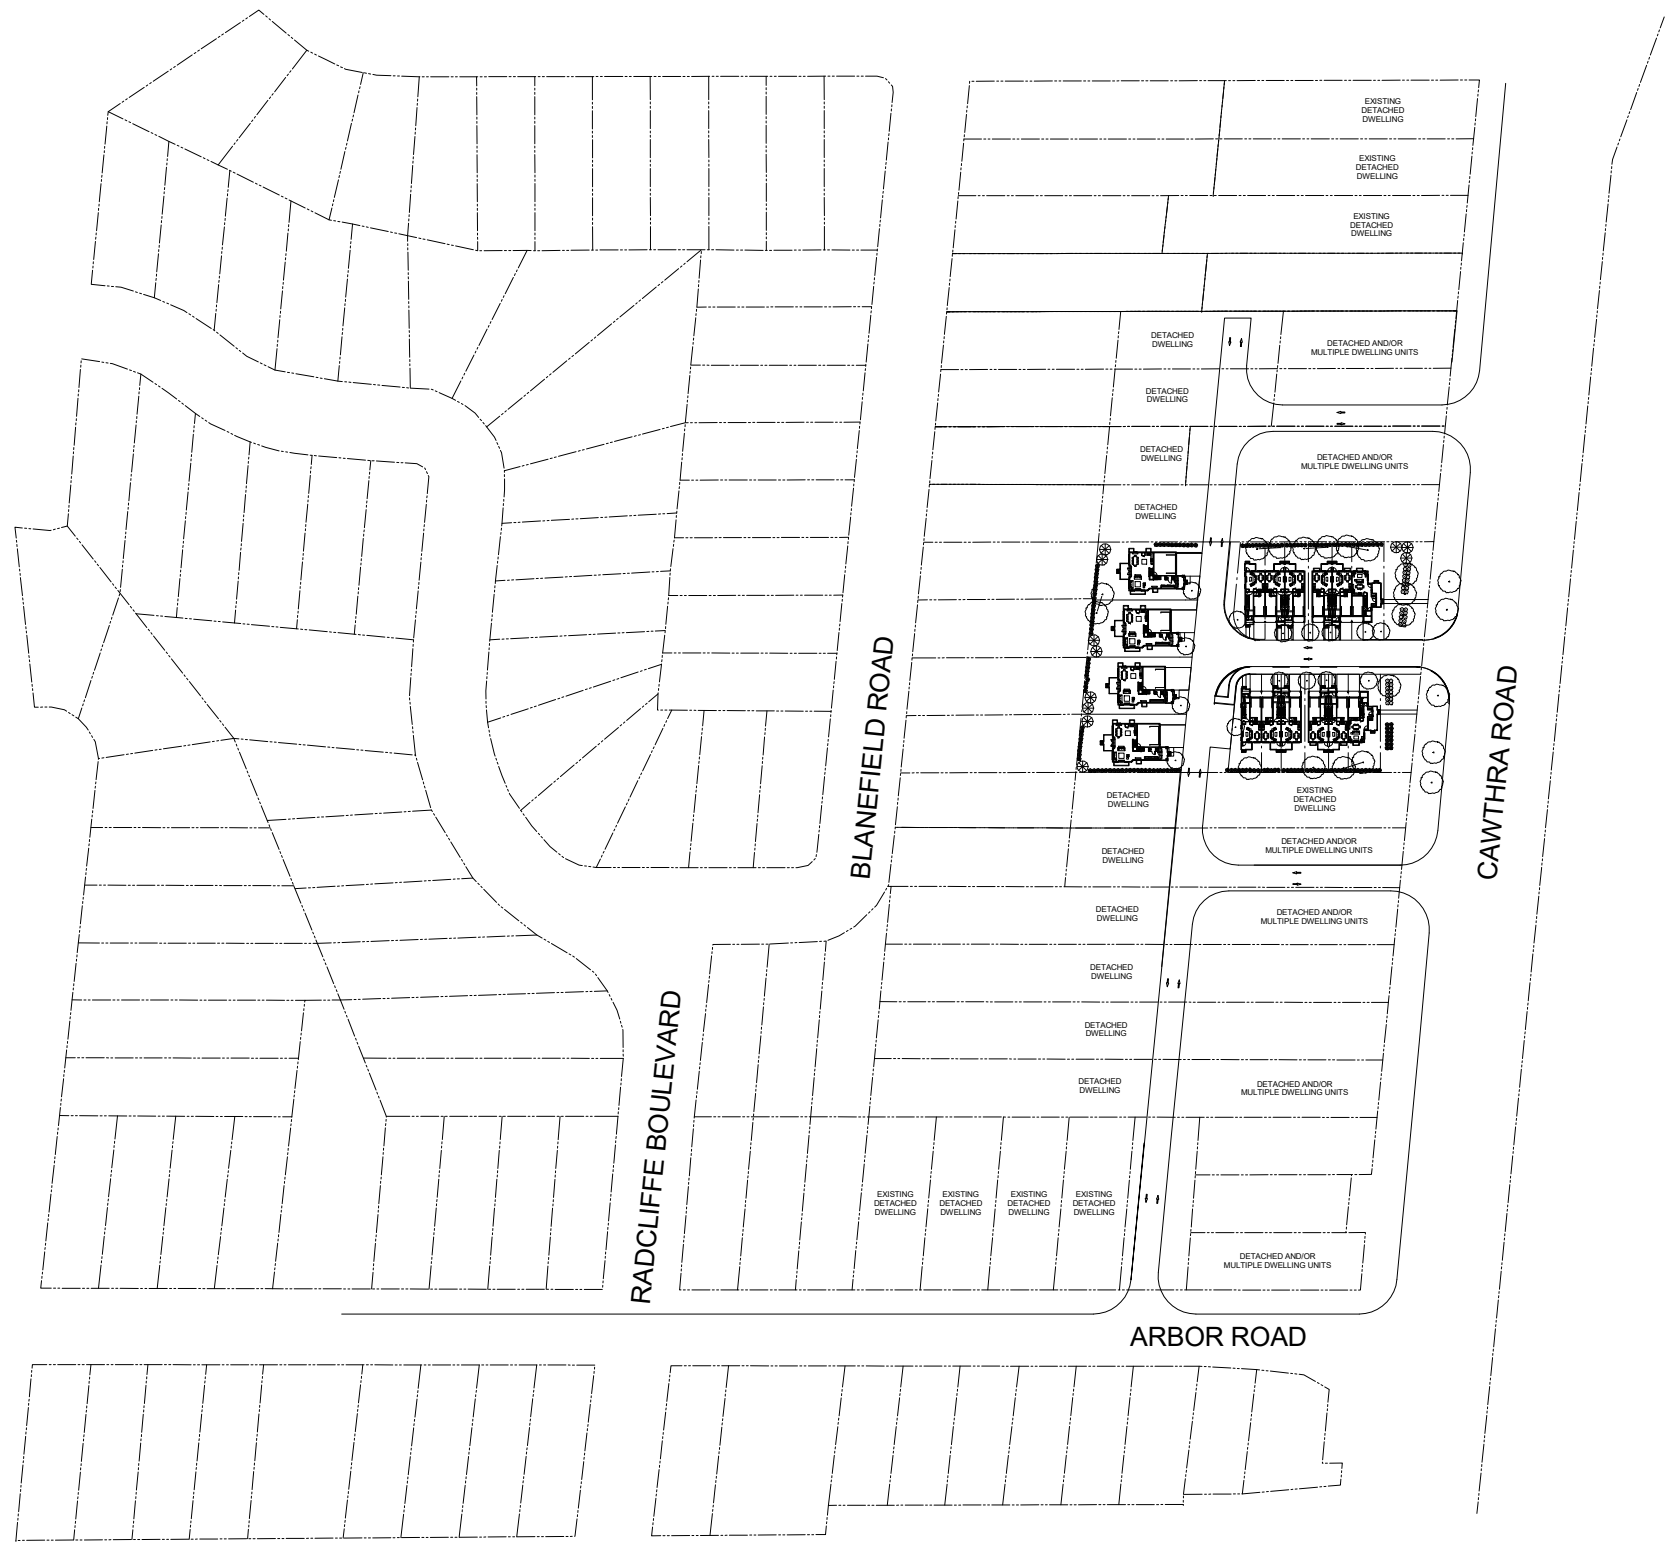 EXISTING
DETACHED
DWELLING
EXISTING
DETACHED
DWELLING
EXISTING
DETACHED
DWELLING
DETACHED
DWELLING
DETACHED AND/OR
MULTIPLE DWELLING UNITS
DETACHED
DWELLING
DETACHED
DWELLING
DETACHED AND/OR
MULTIPLE DWELLING UNITS
DETACHED
DWELLING
BLANEFIELD ROAD
CAWTHRA ROAD
DETACHED
DWELLING
EXISTING
DETACHED
DWELLING
DETACHED
DWELLING
DETACHED AND/OR
MULTIPLE DWELLING UNITS
DETACHED
DWELLING
DETACHED AND/OR
MULTIPLE DWELLING UNITS
DETACHED
DWELLING
DETACHED
DWELLING
DETACHED
DWELLING
DETACHED AND/OR
MULTIPLE DWELLING UNITS
RADCLIFFE BOULEVARD
EXISTING
DETACHED
DWELLING
EXISTING
DETACHED
DWELLING
EXISTING
DETACHED
DWELLING
EXISTING
DETACHED
DWELLING
DETACHED AND/OR
MULTIPLE DWELLING UNITS
ARBOR ROAD